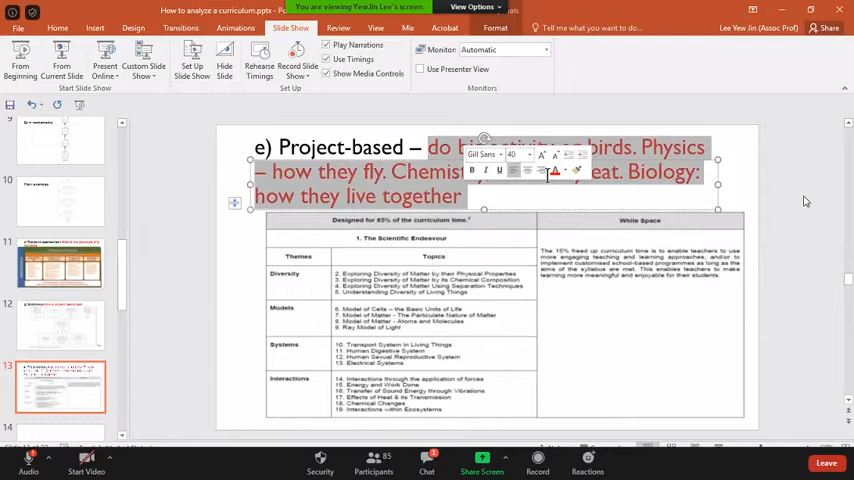 How to analyze a curriculum.pptx
You are viewing YewJin Lee's screen
View Options
Lee Yew Jin (Assoc Prof)
File
Home
Insert
Design
Transitions
Animations
Slide Show
Review
View
Mix
Acrobat
Format
Tell me what you want to do...
Share
From Beginning
From Current Slide
Present Online
Custom Slide Show
Set Up Slide Show
Hide Slide
Rehearse Timings
Record Slide Show
Play Narrations
Use Timings
Show Media Controls
Monitor:
Automatic
Use Presenter View
Start Slide Show
Set Up
Monitors
9
10
11
12
13
14
e) Project-based – do big activity on birds. Physics
– how they fly. Chemistry, eat. Biology:
how they live together
Gill Sans
40
B I U
Designed for 85% of the curriculum time.
White Space
1. The Scientific Endeavour
Themes
Topics
Diversity
2. Exploring Diversity of Matter by their Physical Properties
3. Exploring Diversity of Matter by its Chemical Composition
4. Exploring Diversity of Matter Using Separation Techniques
5. Understanding Diversity of Living Things
Models
6. Model of Cells – the Basic Units of Life
7. Model of Matter - The Particulate Nature of Matter
8. Model of Matter - Atoms and Molecules
9. Ray Model of Light
Systems
10. Transport System in Living Things
11. Human Digestive System
12. Human Sexual Reproductive System
13. Electrical Systems
Interactions
14. Interactions through the application of forces
15. Energy and Work Done
16. Transfer of Sound Energy through Vibrations
17. Effects of Heat & its Transmission
18. Chemical Changes
19. Interactions within Ecosystems
The 15% freed up curriculum time is to enable teachers to use
more engaging teaching and learning approaches, and/or to
implement customised school-based programmes as long as the
aims of the syllabus are met. This enables teachers to make
learning more meaningful and enjoyable for their students.
Audio
Start Video
Security
Participants
85
Chat
1
Share Screen
Record
Reactions
Leave